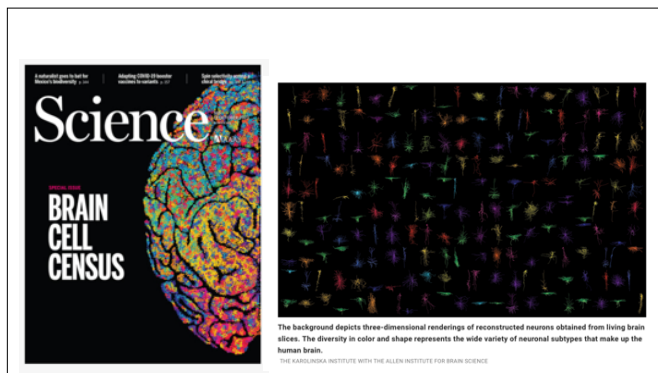 A naturalist goes to bat for
Mexico's biodiversity
Adapting COVID-19 booster
vaccines to variants
Science
AAAS
SPECIAL ISSUE
BRAIN
CELL
CENSUS
The background depicts three-dimensional renderings of reconstructed neurons obtained from living brain
slices. The diversity in color and shape represents the wide variety of neuronal subtypes that make up the
human brain.
THE KAROLINSKA INSTITUTE WITH THE ALLEN INSTITUTE FOR BRAIN SCIENCE